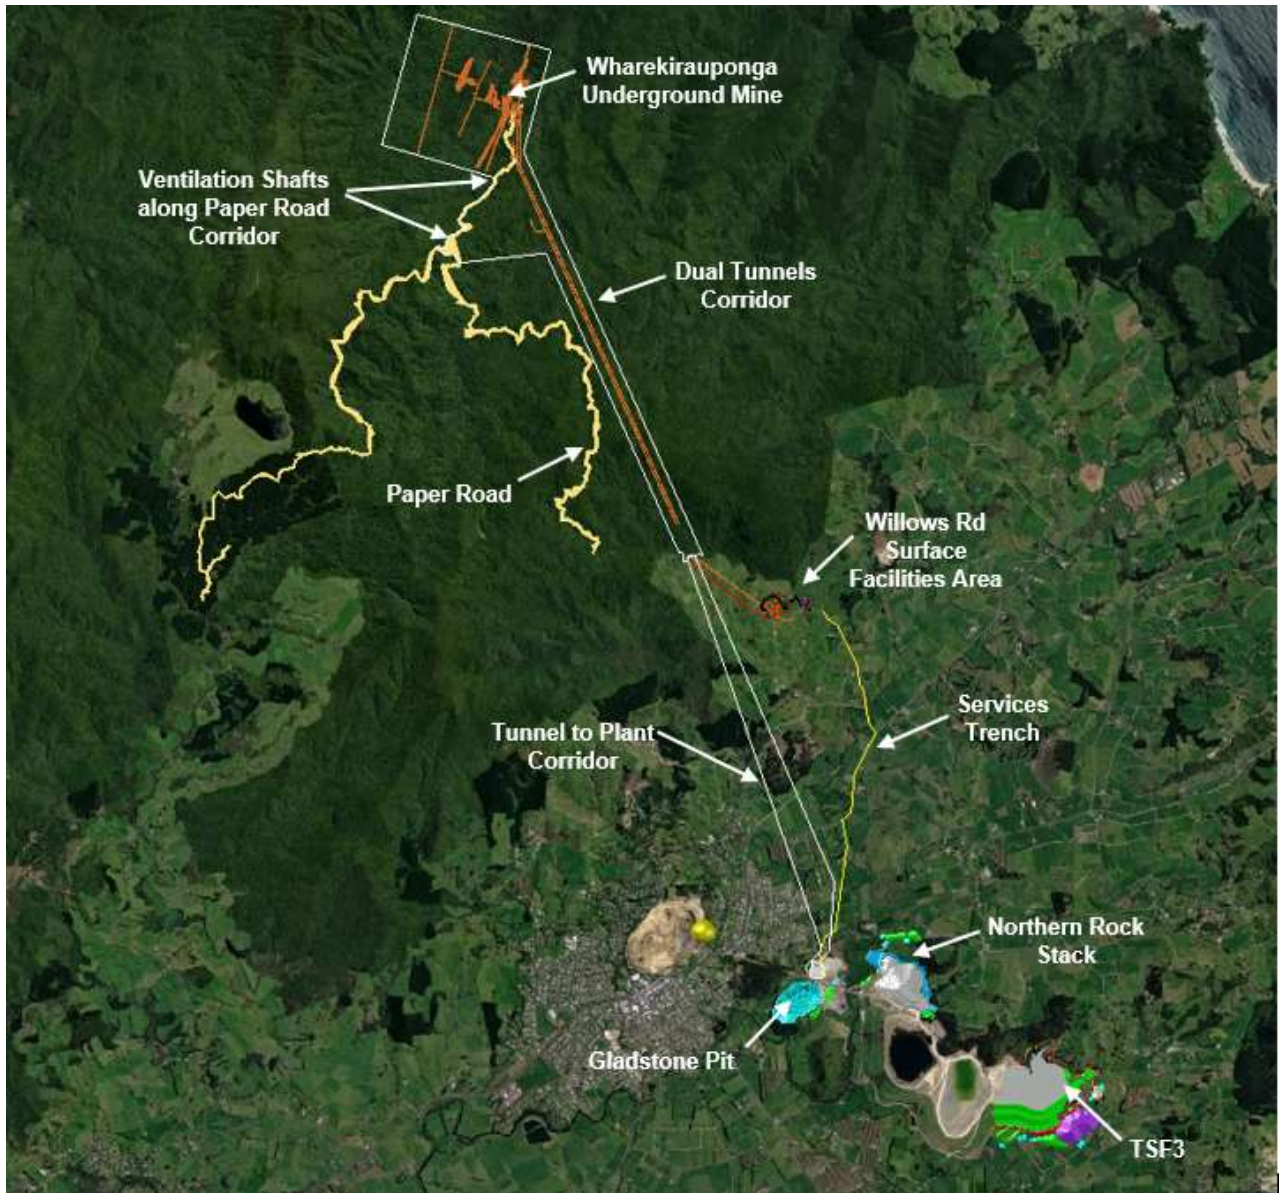 Wharekirauponga
Underground Mine
Ventilation Shafts
along Paper Road
Corridor
Dual Tunnels
Corridor
Paper Road
Willows Rd
Surface
Facilities Area
Services
Trench
Tunnel to Plant
Corridor
Northern Rock
Stack
Gladstone Pit
TSF3